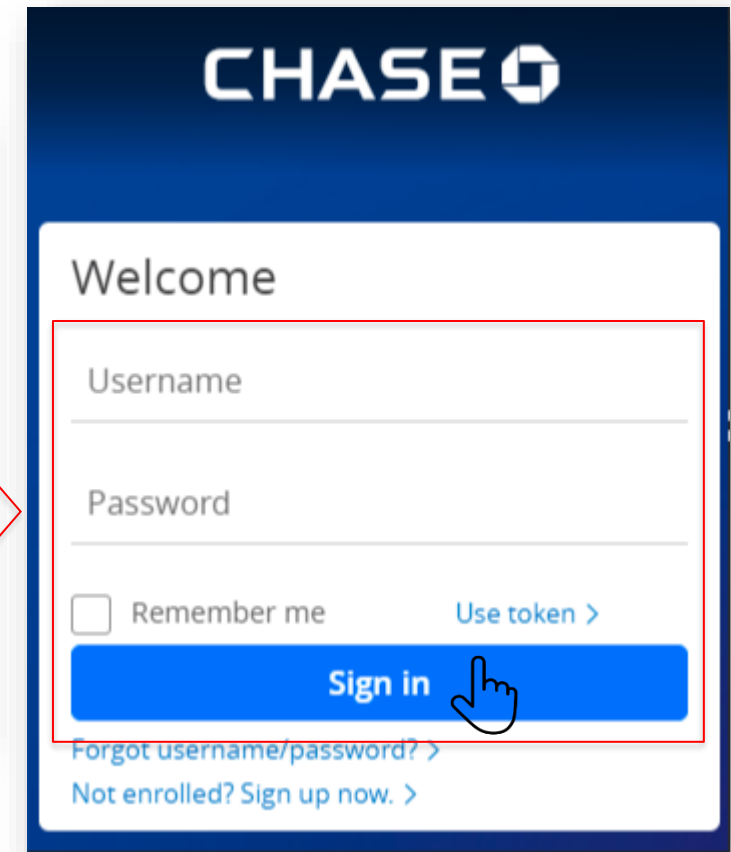 CHASE
Welcome
Username
Password
Remember me Use token >
Sign in
Forgot username/password? >
Not enrolled? Sign up now. >